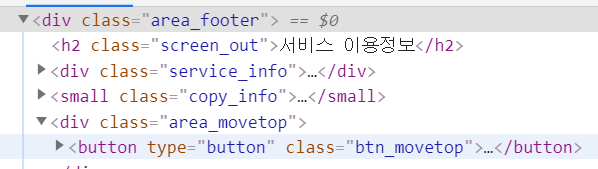 ▼<div class="area_footer"> == $0
<h2 class="screen_out">서비스 이용정보</h2>
▶<div class="service_info">…</div>
▶<small class="copy_info">…</small>
▼<div class="area_movetop">
▶<button type="button" class="btn_movetop">…</button>